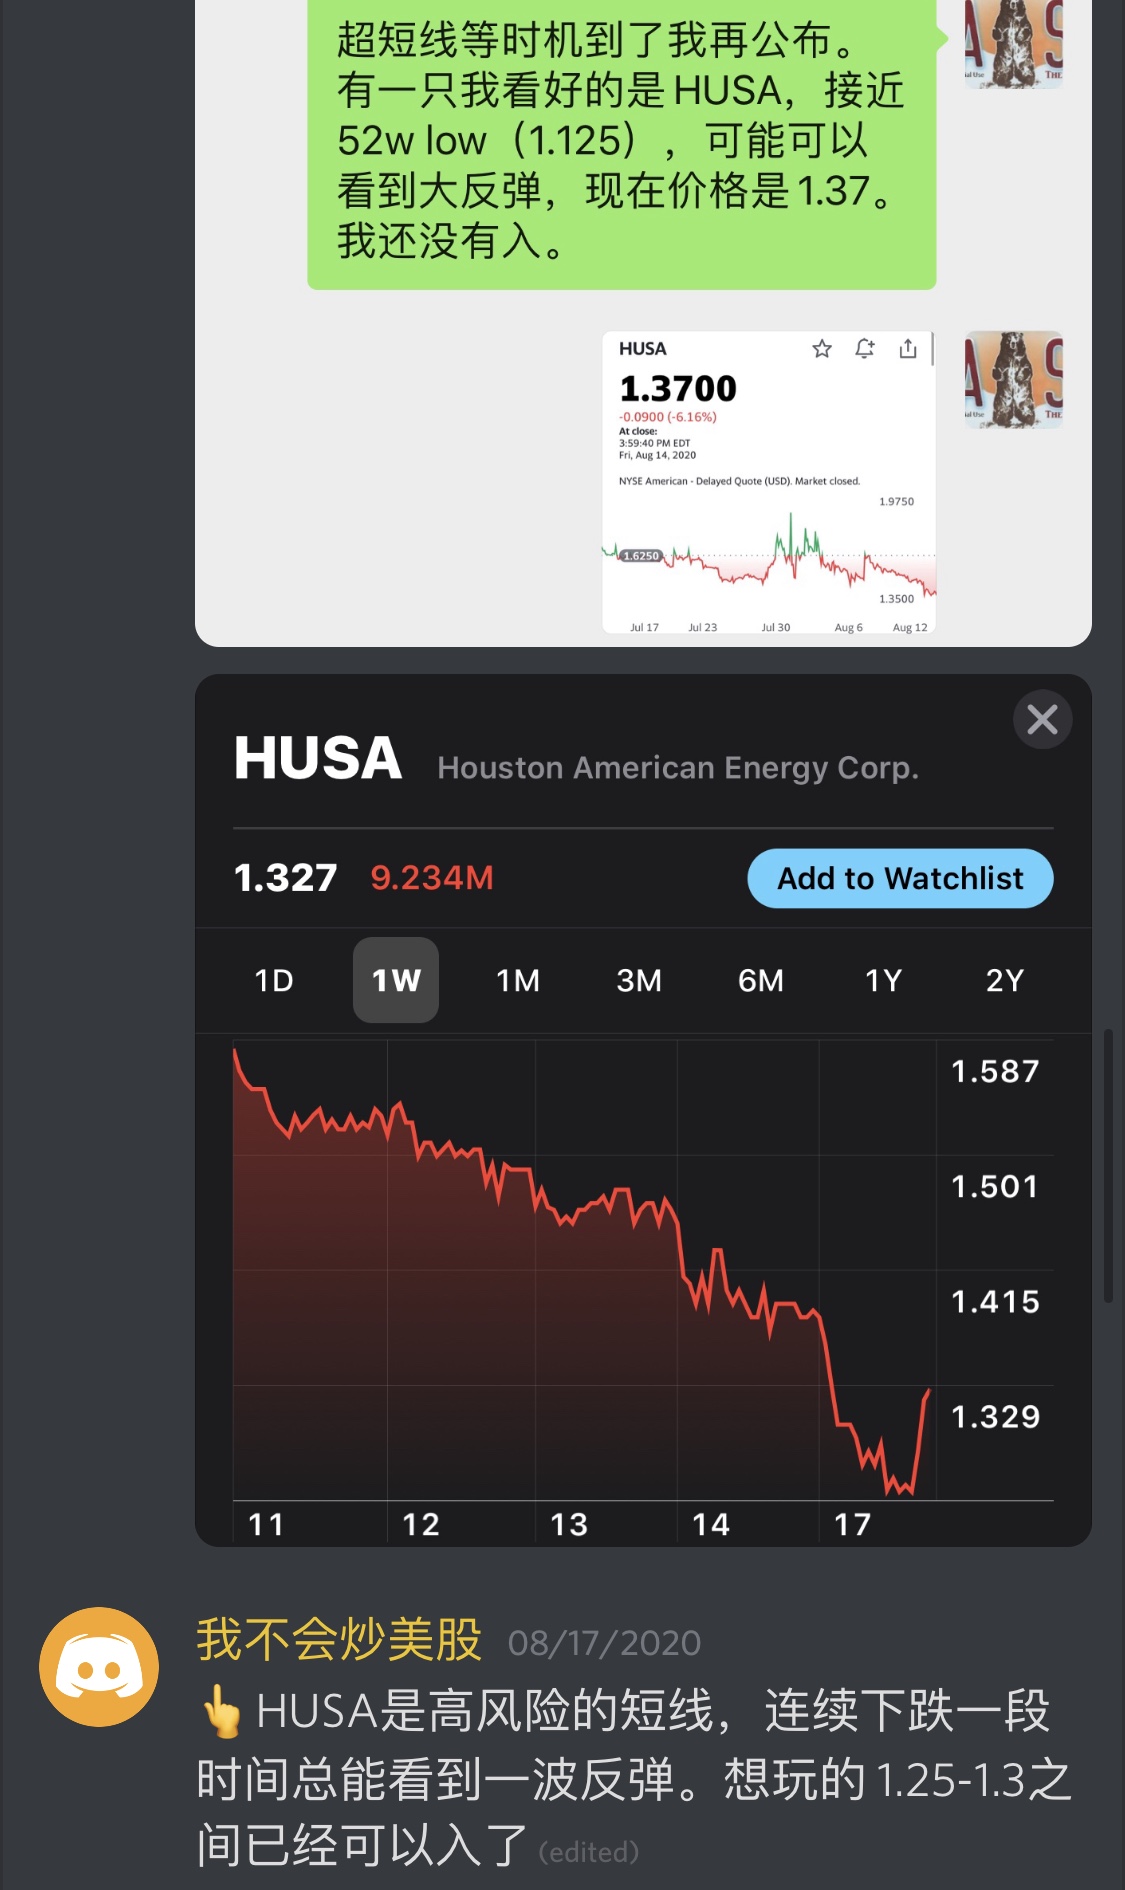 超短线等时机到了我再公布。
有一只我看好的是HUSA，接近
52w low（1.125），可能可以
看到大反弹，现在价格是1.37。
我还没有入。
HUSA
1.3700
-0.0900 (-6.16%)
At close:
3:59:40 PM EDT
Fri, Aug 14, 2020
NYSE American - Delayed Quote (USD). Market closed.
1.9750
1.6250
1.3500
Jul 17 Jul 23 Jul 30 Aug 6 Aug 12
HUSA Houston American Energy Corp.
1.327 9.234M Add to Watchlist
1D 1W 1M 3M 6M 1Y 2Y
1.587
1.501
1.415
1.329
11 12 13 14 17
我不会炒美股 08/17/2020
👆HUSA是高风险的短线，连续下跌一段
时间总能看到一波反弹。想玩的1.25-1.3之
间已经可以入了 (edited)